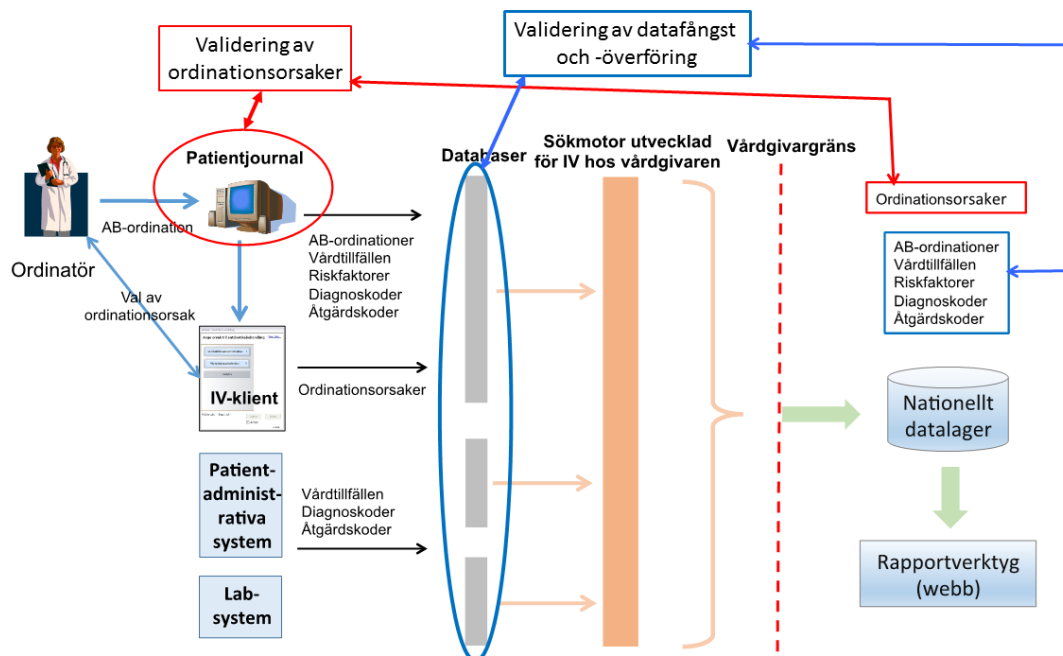 Validering av
ordinationsorsaker
Validering av datafångst
och -överföring
Patientjournal
Databaser
Sökmotor utvecklad
för IV hos vårdgivaren
Vårdgivargräns
Ordinationsorsaker
AB-ordination
Ordinatör
AB-ordinationer
Vårdtillfällen
Riskfaktorer
Diagnoskoder
Åtgärdskoder
AB-ordinationer
Vårdtillfällen
Riskfaktorer
Diagnoskoder
Åtgärdskoder
Val av
ordinationsorsak
IV-klient
Ordinationsorsaker
Nationellt
datalager
Patient-
administ-
rativa
system
Vårdtillfällen
Diagnoskoder
Åtgärdskoder
Rapportverktyg
(webb)
Lab-
system